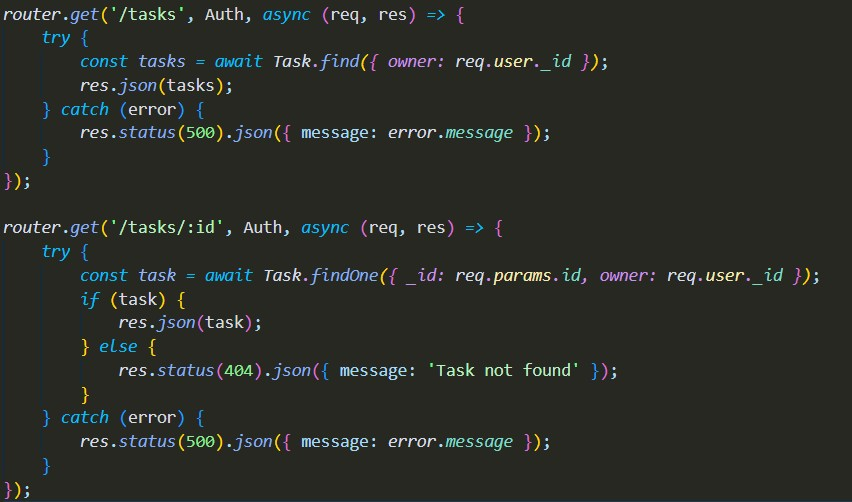 router.get('/tasks', Auth, async (req, res) => {
    try {
        const tasks = await Task.find({ owner: req.user._id });
        res.json(tasks);
    } catch (error) {
        res.status(500).json({ message: error.message });
    }
});

router.get('/tasks/:id', Auth, async (req, res) => {
    try {
        const task = await Task.findOne({ _id: req.params.id, owner: req.user._id });
        if (task) {
            res.json(task);
        } else {
            res.status(404).json({ message: 'Task not found' });
        }
    } catch (error) {
        res.status(500).json({ message: error.message });
    }
});